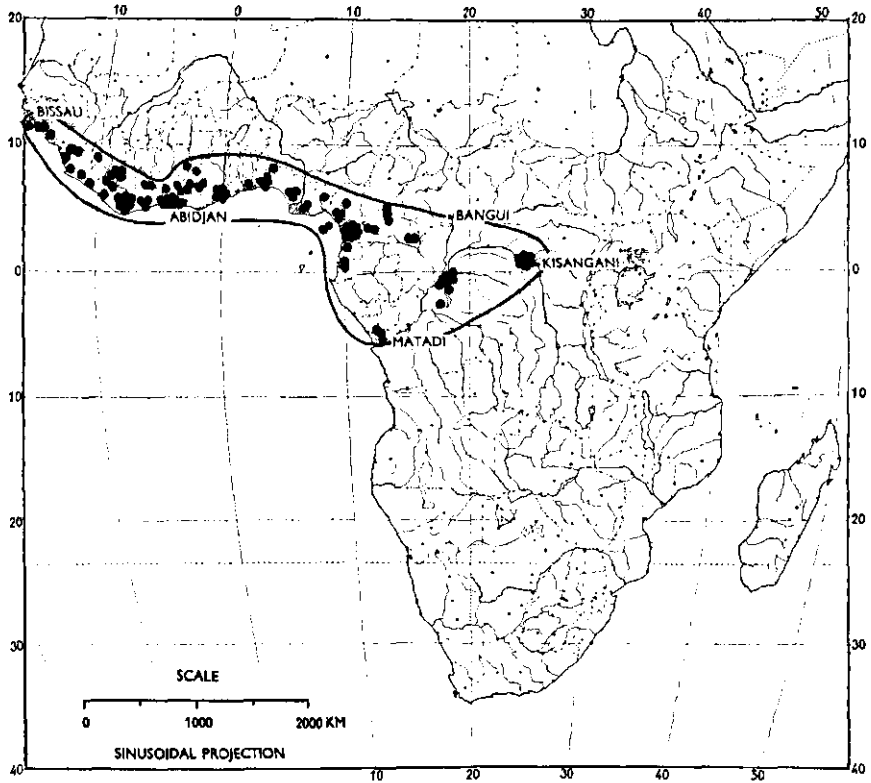 20 10 0 10 20 30 40 52 20
BISSAU
10 10
ABIDJAN
BANGUI
KISANGANI
0 0
MATADI
10 10
20 20
30 30
SCALE
0 1000 2000 KM
SINUSOIDAL PROJECTION
40 10 20 30 40 50 40